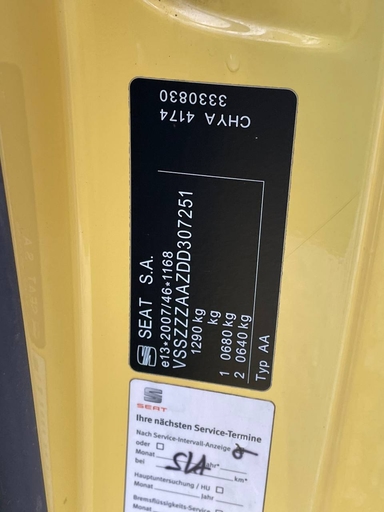 SEAT S.A.
e13*2007/46*1168
VSSZZZAAZDD307251
1290 kg
kg
1 0680 kg
2 0640 kg
Typ AA
CHYA 4174
3330830
SEAT
Ihre nächsten Service-Termine
Nach Service-Intervall-Anzeige
oder
Monat
Jahr*
bei
km*
Hauptuntersuchung / HU
Monat
Jahr
Bremsflüssigkeits-Service
Monat